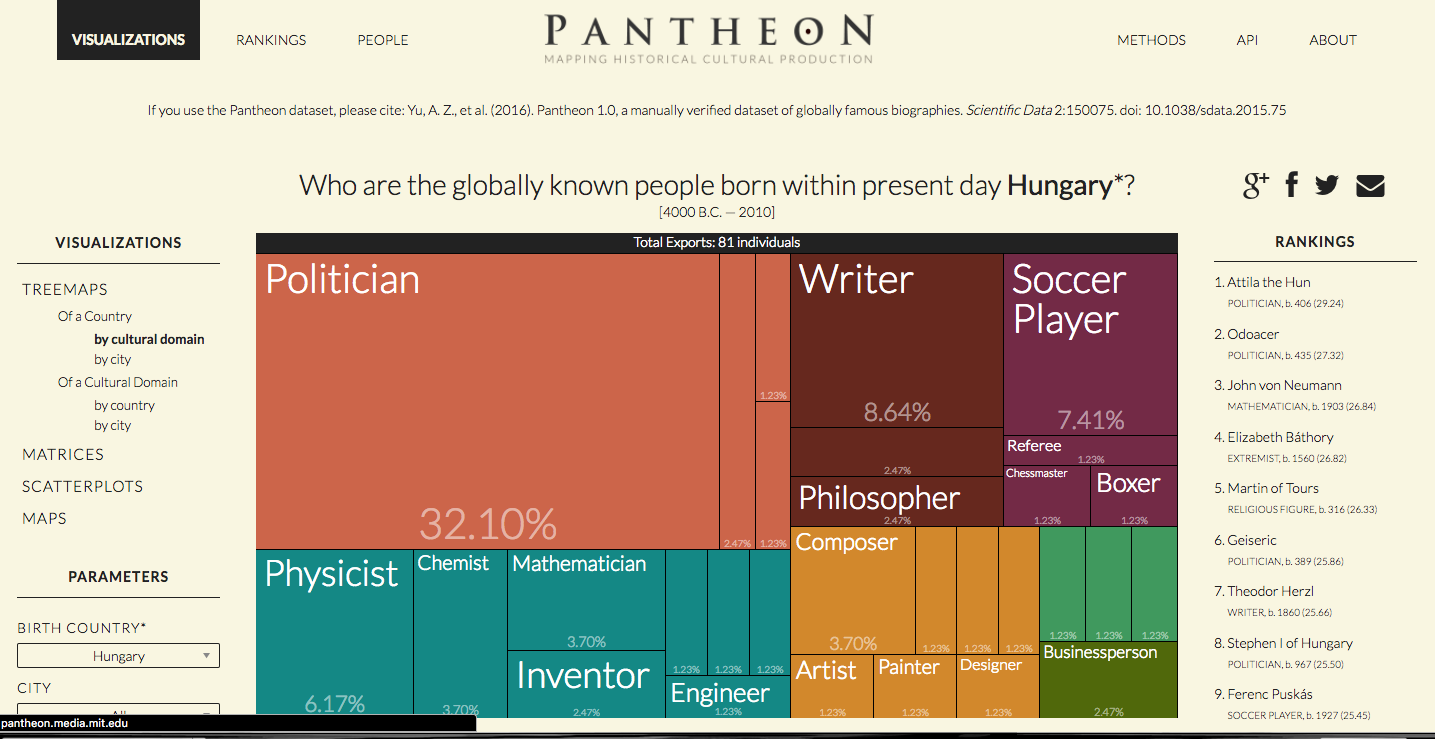 VISUALIZATIONS
RANKINGS
PEOPLE
PANTHEON
MAPPING HISTORICAL CULTURAL PRODUCTION
METHODS
API
ABOUT
If you use the Pantheon dataset, please cite: Yu, A. Z., et al. (2016). Pantheon 1.0, a manually verified dataset of globally famous biographies. Scientific Data 2:150075. doi: 10.1038/sdata.2015.75
Who are the globally known people born within present day Hungary*?
[4000 B.C. — 2010]
VISUALIZATIONS
TREEMAPS
Of a Country
by cultural domain
by city
Of a Cultural Domain
by country
by city
MATRICES
SCATTERPLOTS
MAPS
PARAMETERS
BIRTH COUNTRY*
Hungary
CITY
pantheon.media.mit.edu
Total Exports: 81 individuals
Politician
32.10%
2.47%
1.23%
1.23%
Writer
8.64%
2.47%
Philosopher
2.47%
Soccer
Player
7.41%
Referee
1.23%
Chessmaster
1.23%
Boxer
1.23%
Physicist
6.17%
Chemist
3.70%
Mathematician
3.70%
Inventor
2.47%
1.23%
1.23%
1.23%
Engineer
1.23%
Composer
3.70%
1.23%
1.23%
1.23%
Artist
1.23%
Painter
1.23%
Designer
1.23%
1.23%
1.23%
1.23%
Businessperson
2.47%
g+ f
RANKINGS
1. Attila the Hun
POLITICIAN, b. 406 (29.24)
2. Odoacer
POLITICIAN, b. 435 (27.32)
3. John von Neumann
MATHEMATICIAN, b. 1903 (26.84)
4. Elizabeth Báthory
EXTREMIST, b. 1560 (26.82)
5. Martin of Tours
RELIGIOUS FIGURE, b. 316 (26.33)
6. Geiseric
POLITICIAN, b. 389 (25.86)
7. Theodor Herzl
WRITER, b. 1860 (25.66)
8. Stephen I of Hungary
POLITICIAN, b. 967 (25.50)
9. Ferenc Puskás
SOCCER PLAYER, b. 1927 (25.45)